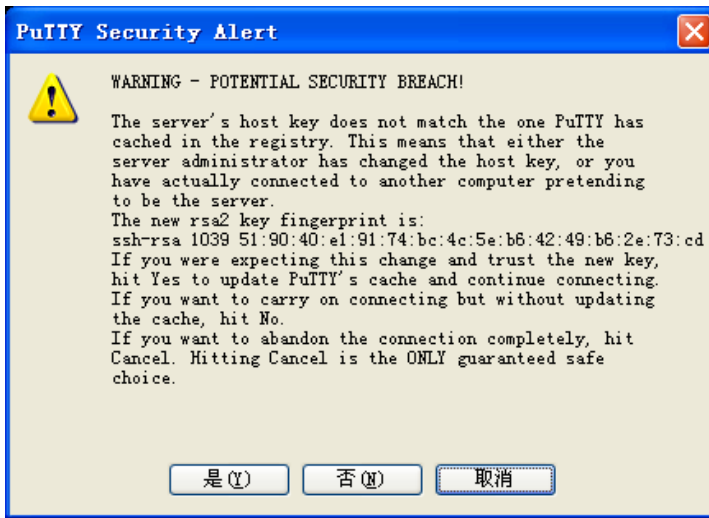 PuTTY Security Alert
WARNING - POTENTIAL SECURITY BREACH!
The server's host key does not match the one PuTTY has
cached in the registry. This means that either the
server administrator has changed the host key, or you
have actually connected to another computer pretending
to be the server.
The new rsa2 key fingerprint is:
ssh-rsa 1039 51:90:40:e1:91:74:bc:4c:5e:b6:42:49:b6:2e:73:cd
If you were expecting this change and trust the new key,
hit Yes to update PuTTY's cache and continue connecting.
If you want to carry on connecting but without updating
the cache, hit No.
If you want to abandon the connection completely, hit
Cancel. Hitting Cancel is the ONLY guaranteed safe
choice.
是(Y) 否(N) 取消